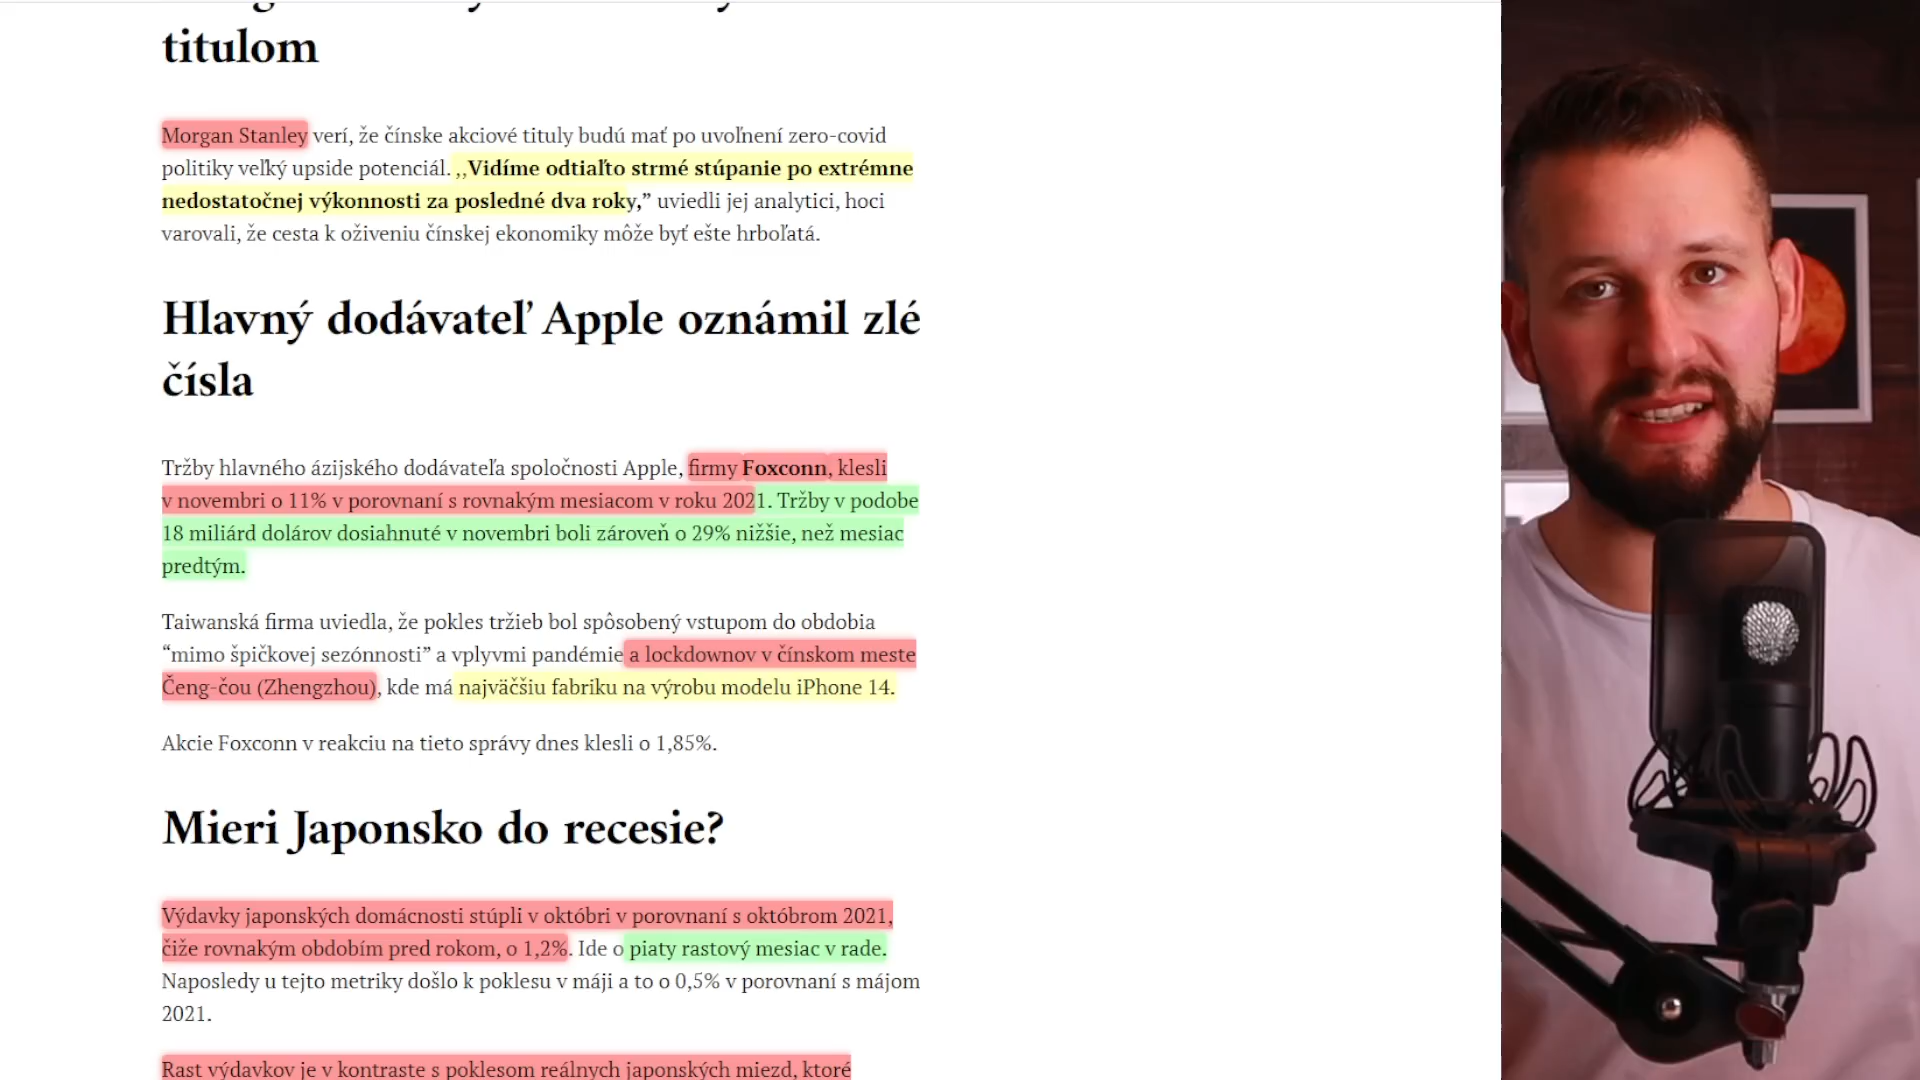 titulom
Morgan Stanley verí, že čínske akciové tituly budú mať po uvoľnení zero-covid
politiky veľký upside potenciál. ,,Vidíme odtiaľto strmé stúpanie po extrémne
nedostatočnej výkonnosti za posledné dva roky,” uviedli jej analytici, hoci
varovali, že cesta k oživeniu čínskej ekonomiky môže byť ešte hrboľatá.
Hlavný dodávateľ Apple oznámil zlé
čísla
Tržby hlavného ázijského dodávateľa spoločnosti Apple, firmy Foxconn, klesli
v novembri o 11% v porovnaní s rovnakým mesiacom v roku 2021. Tržby v podobe
18 miliárd dolárov dosiahnuté v novembri boli zároveň o 29% nižšie, než mesiac
predtým.
Taiwanská firma uviedla, že pokles tržieb bol spôsobený vstupom do obdobia
“mimo špičkovej sezónnosti” a vplyvmi pandémie a lockdownov v čínskom meste
Čeng-čou (Zhengzhou), kde má najväčšiu fabriku na výrobu modelu iPhone 14.
Akcie Foxconn v reakciu na tieto správy dnes klesli o 1,85%.
Mieri Japonsko do recesie?
Výdavky japonských domácnosti stúpli v októbri v porovnaní s októbrom 2021,
čiže rovnakým obdobím pred rokom, o 1,2%. Ide o piaty rastový mesiac v rade.
Naposledy u tejto metriky došlo k poklesu v máji a to o 0,5% v porovnaní s májom
2021.
Rast výdavkov je v kontraste s poklesom reálnych japonských miezd, ktoré